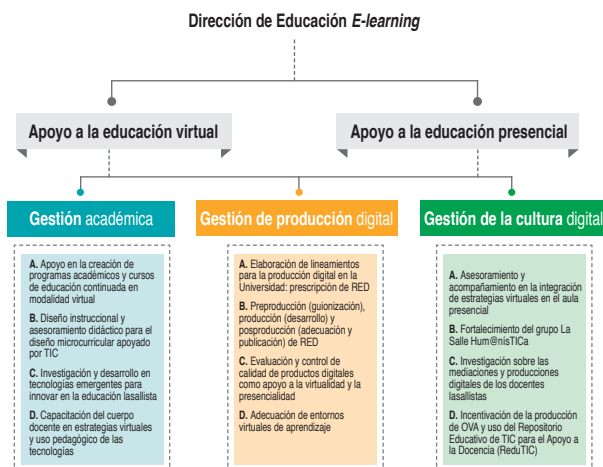 Dirección de Educación E-learning
Apoyo a la educación virtual
Apoyo a la educación presencial
Gestión académica
A. Apoyo en la creación de
programas académicos y cursos
de educación continuada en
modalidad virtual
B. Diseño instruccional y
asesoramiento didáctico para el
diseño microcurricular apoyado
por TIC
C. Investigación y desarrollo en
tecnologías emergentes para
innovar en la educación lasallista
D. Capacitación del cuerpo
docente en estrategias virtuales
y uso pedagógico de las
tecnologías
Gestión de producción digital
A. Elaboración de lineamientos
para la producción digital en la
Universidad: prescripción de RED
B. Preproducción (guionización),
producción (desarrollo) y
posproducción (adecuación y
publicación) de RED
C. Evaluación y control de
calidad de productos digitales
como apoyo a la virtualidad y la
presencialidad
D. Adecuación de entornos
virtuales de aprendizaje
Gestión de la cultura digital
A. Asesoramiento y
acompañamiento en la integración
de estrategias virtuales en el aula
presencial
B. Fortalecimiento del grupo La
Salle Hum@nisTICa
C. Investigación sobre las
mediaciones y producciones
digitales de los docentes
lasallistas
D. Incentivación de la producción
de OVA y uso del Repositorio
Educativo de TIC para el Apoyo a
la Docencia (ReduTIC)